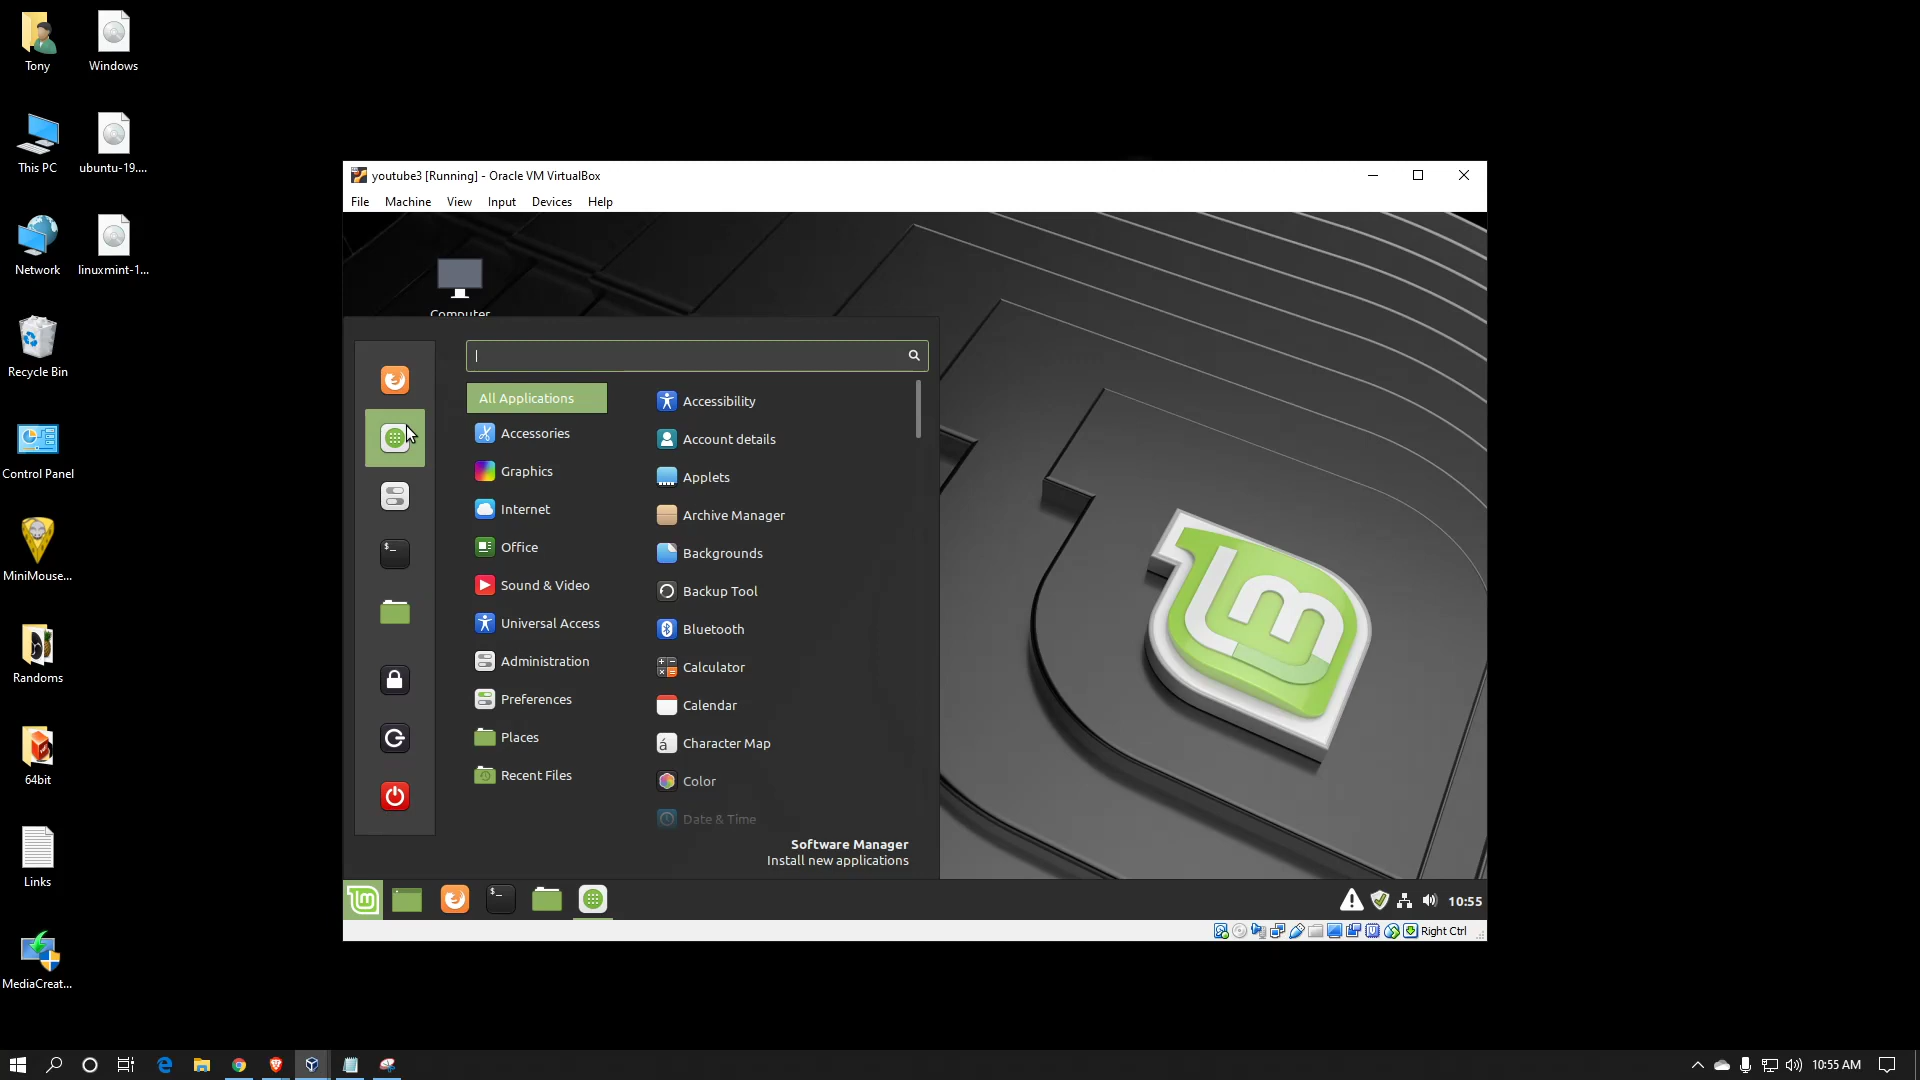 Tony
Windows
This PC
ubuntu-19....
Network
linuxmint-1...
Recycle Bin
Control Panel
MiniMouse...
Randoms
64bit
Links
MediaCreat...
youtube3 [Running] - Oracle VM VirtualBox
File Machine View Input Devices Help
Computer
All Applications
Accessories
Graphics
Internet
Office
Sound & Video
Universal Access
Administration
Preferences
Places
Recent Files
Accessibility
Account details
Applets
Archive Manager
Backgrounds
Backup Tool
Bluetooth
Calculator
Calendar
Character Map
Color
Date & Time
Software Manager
Install new applications
10:55
Right Ctrl
10:55 AM